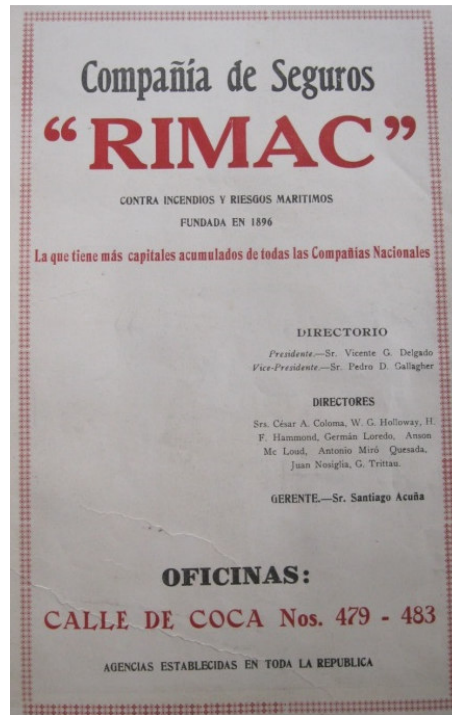 Compañía de Seguros
“RIMAC”
CONTRA INCENDIOS Y RIESGOS MARITIMOS
FUNDADA EN 1896
La que tiene más capitales acumulados de todas las Compañías Nacionales
DIRECTORIO
Presidente.—Sr. Vicente G. Delgado
Vice-Presidente.—Sr. Pedro D. Gallagher
DIRECTORES
Srs. César A. Coloma, W. G. Holloway, H.
F. Hammond, Germán Loredo, Anson
Mc Loud, Antonio Miró Quesada,
Juan Nosiglia, G. Trittau.
GERENTE.—Sr. Santiago Acuña
OFICINAS:
CALLE DE COCA Nos. 479 - 483
AGENCIAS ESTABLECIDAS EN TODA LA REPUBLICA